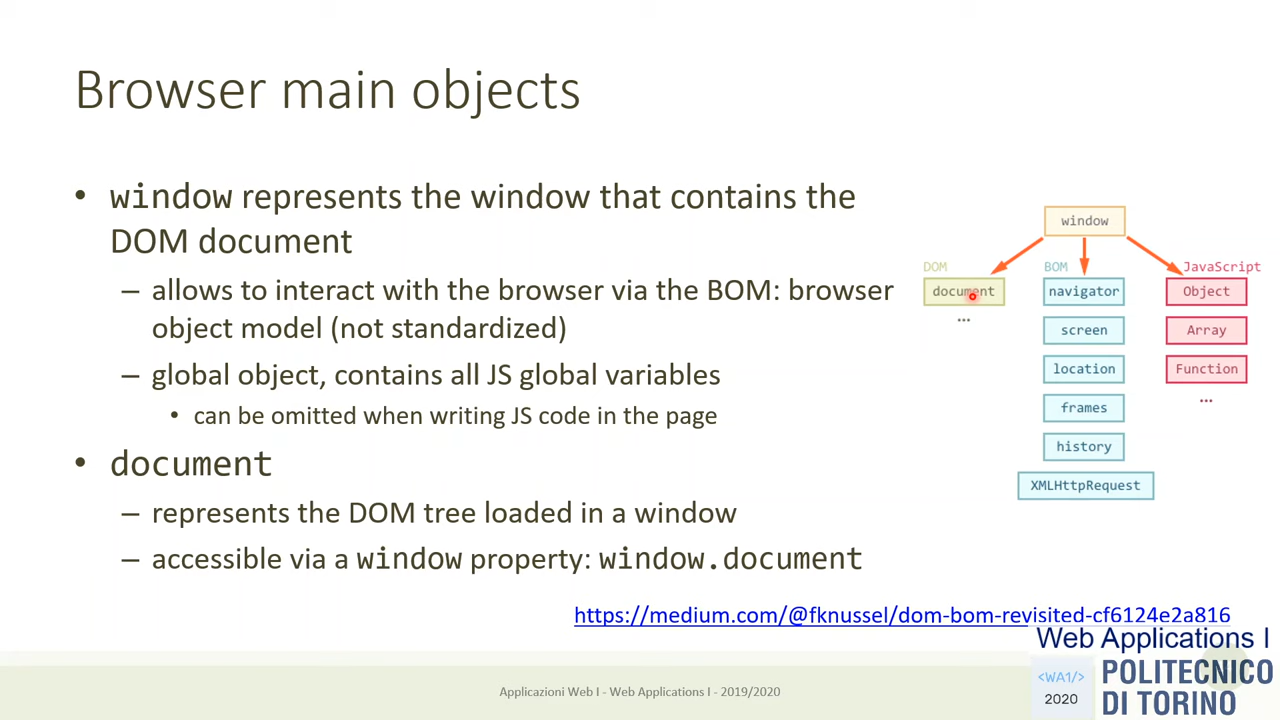 Browser main objects
• window represents the window that contains the
DOM document
– allows to interact with the browser via the BOM: browser
object model (not standardized)
– global object, contains all JS global variables
• can be omitted when writing JS code in the page
• document
– represents the DOM tree loaded in a window
– accessible via a window property: window.document
window
DOM
document
...
BOM
navigator
screen
location
frames
history
XMLHttpRequest
JavaScript
Object
Array
Function
...
https://medium.com/@fknussel/dom-bom-revisited-cf6124e2a816
Applicazioni Web I - Web Applications I - 2019/2020
Web Applications I
<WA1/>
2020
POLITECNICO
DI TORINO